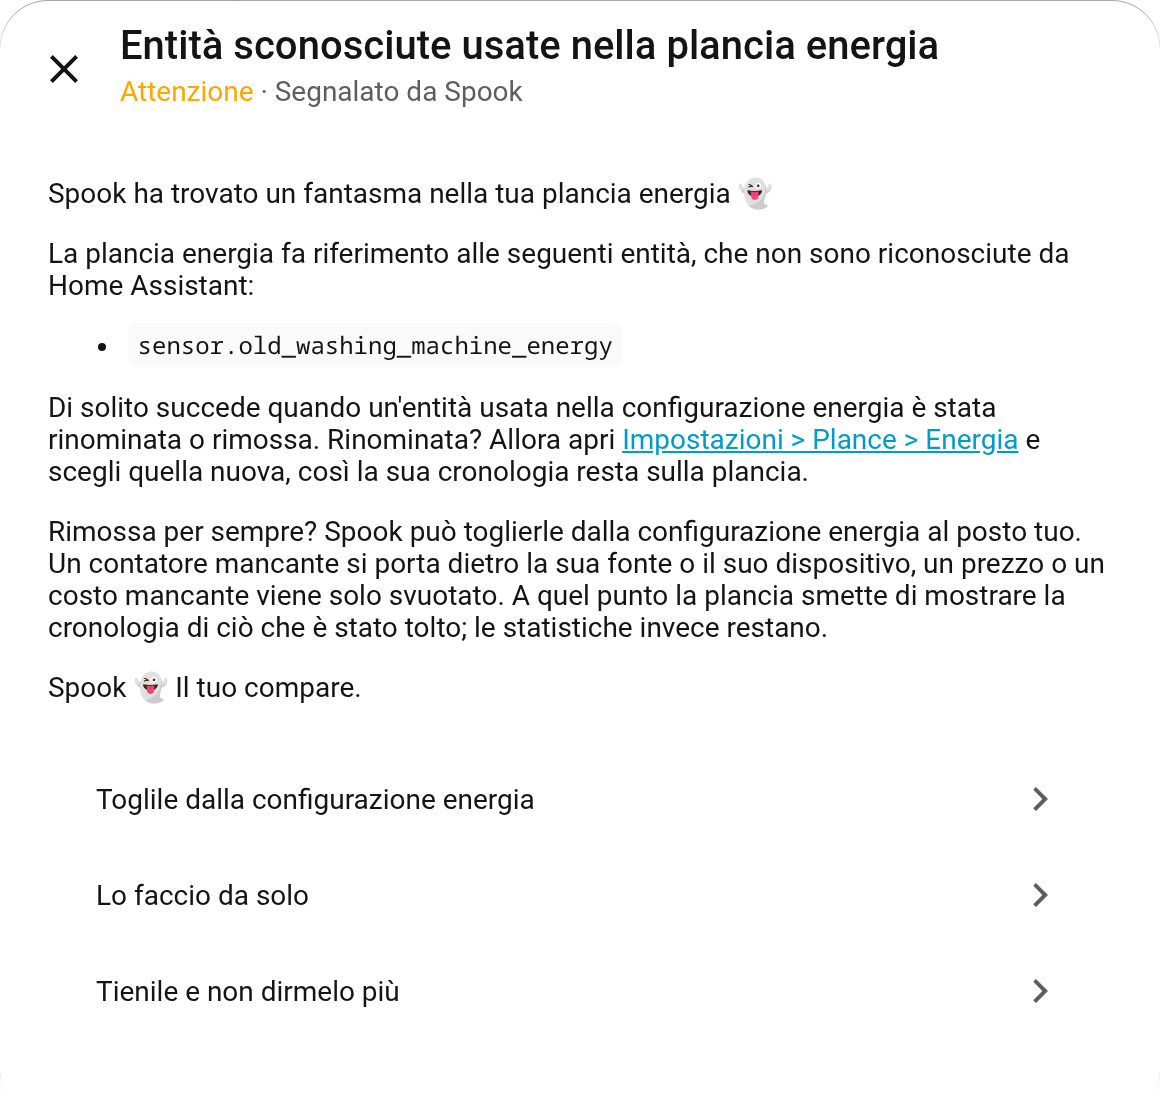 Entità sconosciute usate nella plancia energia
Attenzione · Segnalato da Spook
Spook ha trovato un fantasma nella tua plancia energia 👻
La plancia energia fa riferimento alle seguenti entità, che non sono riconosciute da
Home Assistant:
• sensor.old_washing_machine_energy
Di solito succede quando un'entità usata nella configurazione energia è stata
rinominata o rimossa. Rinominata? Allora apri Impostazioni > Plance > Energia e
scegli quella nuova, così la sua cronologia resta sulla plancia.
Rimossa per sempre? Spook può toglierle dalla configurazione energia al posto tuo.
Un contatore mancante si porta dietro la sua fonte o il suo dispositivo, un prezzo o un
costo mancante viene solo svuotato. A quel punto la plancia smette di mostrare la
cronologia di ciò che è stato tolto; le statistiche invece restano.
Spook 👻 Il tuo compare.
Toglile dalla configurazione energia
Lo faccio da solo
Tienile e non dirmelo più